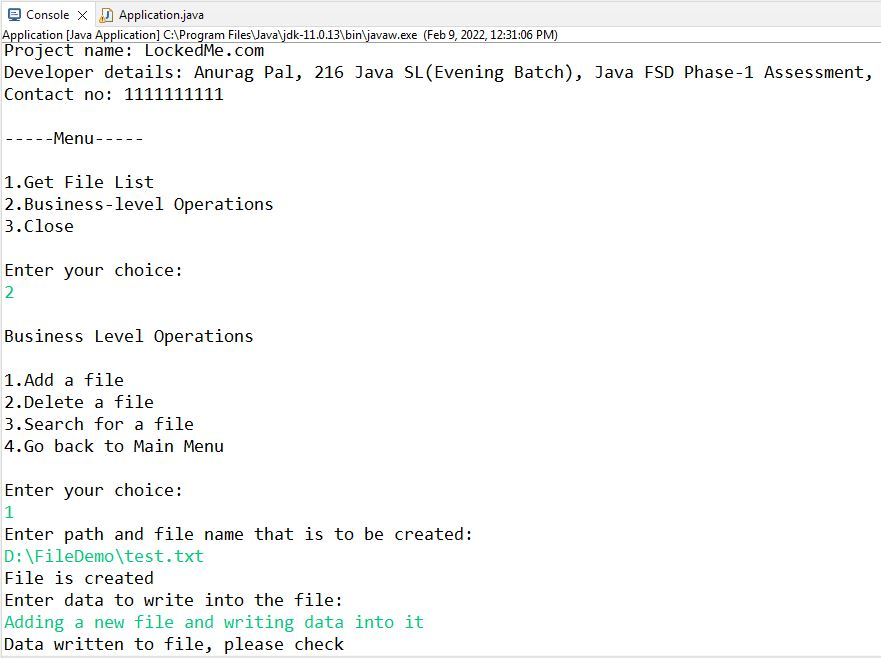 Console
Application.java
Application [Java Application] C:\Program Files\Java\jdk-11.0.13\bin\javaw.exe (Feb 9, 2022, 12:31:06 PM)
Project name: LockedMe.com
Developer details: Anurag Pal, 216 Java SL(Evening Batch), Java FSD Phase-1 Assessment,
Contact no: 1111111111
-----Menu-----
1.Get File List
2.Business-level Operations
3.Close
Enter your choice:
2
Business Level Operations
1.Add a file
2.Delete a file
3.Search for a file
4.Go back to Main Menu
Enter your choice:
1
Enter path and file name that is to be created:
D:\FileDemo\test.txt
File is created
Enter data to write into the file:
Adding a new file and writing data into it
Data written to file, please check